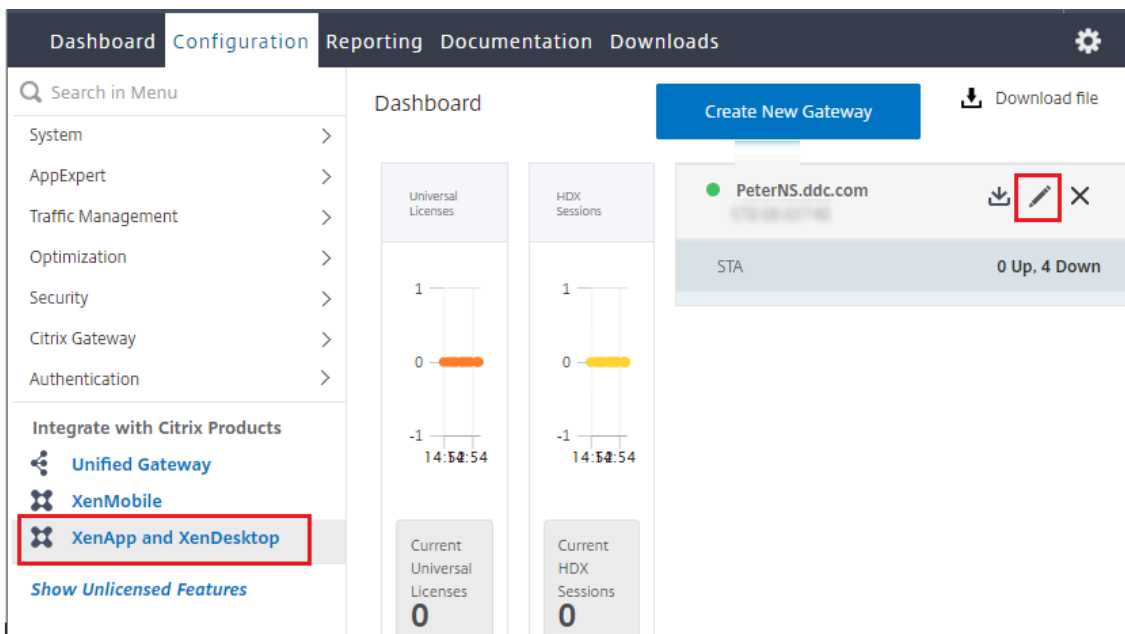 Dashboard Configuration Reporting Documentation Downloads
Search in Menu
System
AppExpert
Traffic Management
Optimization
Security
Citrix Gateway
Authentication
Integrate with Citrix Products
Unified Gateway
XenMobile
XenApp and XenDesktop
Show Unlicensed Features
Dashboard
Create New Gateway
Download file
Universal
Licenses
1
0
-1
Current
Universal
Licenses
0
HDX
Sessions
1
0
-1
Current
HDX
Sessions
0
PeterNS.ddc.com
STA 0 Up, 4 Down